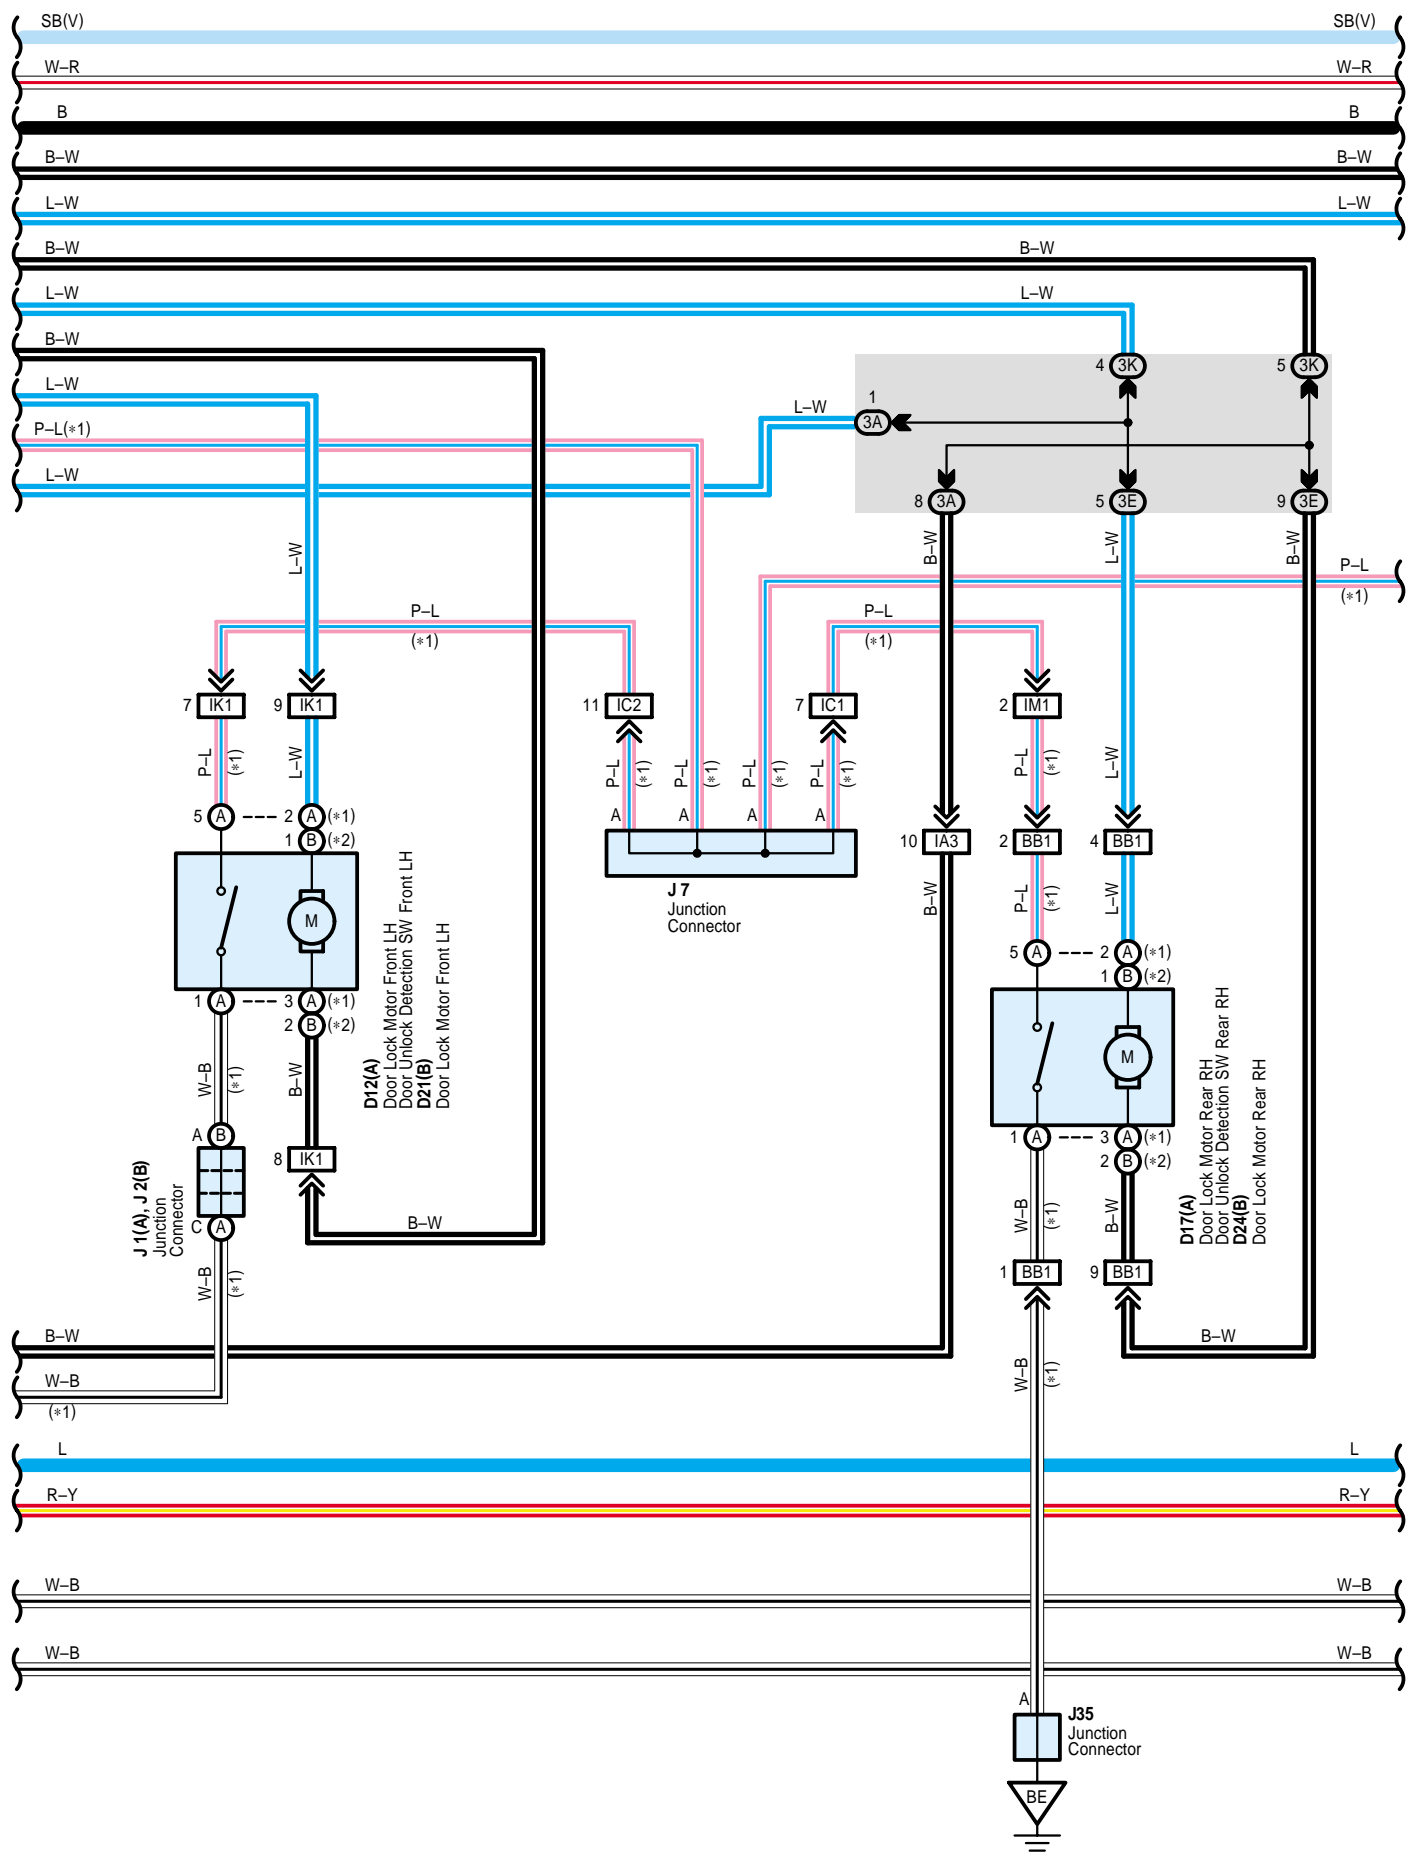 SB(V) SB(V)
W–R W–R
B B
B–W B–W
L–W L–W
B–W B–W
L–W L–W
B–W
L–W
P–L(*1)
L–W
L–W
4 3K
5 3K
1
3A
8 3A
5 3E
9 3E
L–W
B–W
L–W
B–W
P–L
(*1)
P–L
(*1)
P–L
(*1)
7 IK1
9 IK1
11 IC2
7 IC1
2 IM1
P–L
(*1)
L–W
P–L
(*1)
P–L
(*1)
P–L
(*1)
P–L
(*1)
P–L
(*1)
L–W
5 A
2 A (*1)
1 B (*2)
A A A A
10 IA3
2 BB1
4 BB1
J 7
Junction
Connector
B–W
P–L
(*1)
L–W
M
1 A
3 A (*1)
2 B (*2)
D12(A)
Door Lock Motor Front LH
Door Unlock Detection SW Front LH
D21(B)
Door Lock Motor Front LH
5 A
2 A (*1)
1 B (*2)
M
1 A
3 A (*1)
2 B (*2)
D17(A)
Door Lock Motor Rear RH
Door Unlock Detection SW Rear RH
D24(B)
Door Lock Motor Rear RH
W–B
(*1)
B–W
A B
C A
J 1(A), J 2(B)
Junction
Connector
8 IK1
B–W
W–B
(*1)
W–B
(*1)
B–W
1 BB1
9 BB1
B–W
B–W
W–B
(*1)
W–B
(*1)
L L
R–Y R–Y
W–B W–B
W–B W–B
A
J35
Junction
Connector
BE